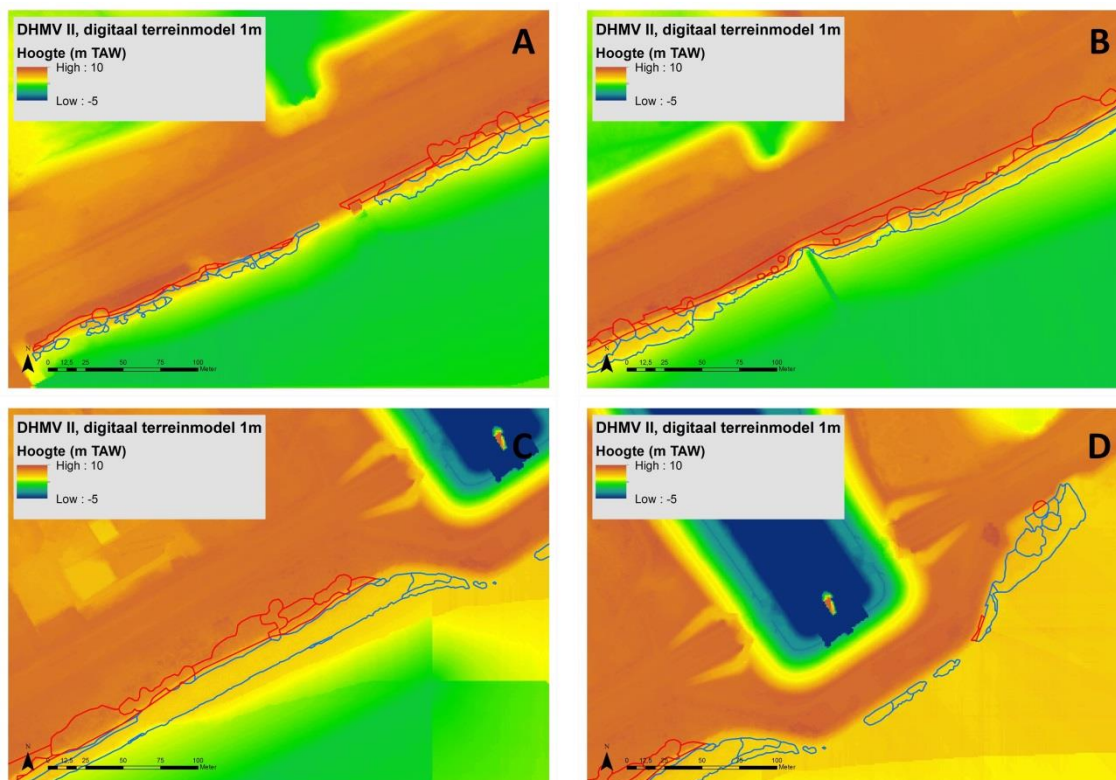 DHMV II, digitaal terreinmodel 1m
Hoogte (m TAW)
High : 10
Low : -5
A
N
0 12,5 25 50 75 100
Meter
DHMV II, digitaal terreinmodel 1m
Hoogte (m TAW)
High : 10
Low : -5
B
N
0 12,5 25 50 75 100
Meter
DHMV II, digitaal terreinmodel 1m
Hoogte (m TAW)
High : 10
Low : -5
C
N
0 12,5 25 50 75 100
Meter
DHMV II, digitaal terreinmodel 1m
Hoogte (m TAW)
High : 10
Low : -5
D
N
0 12,5 25 50 75 100
Meter